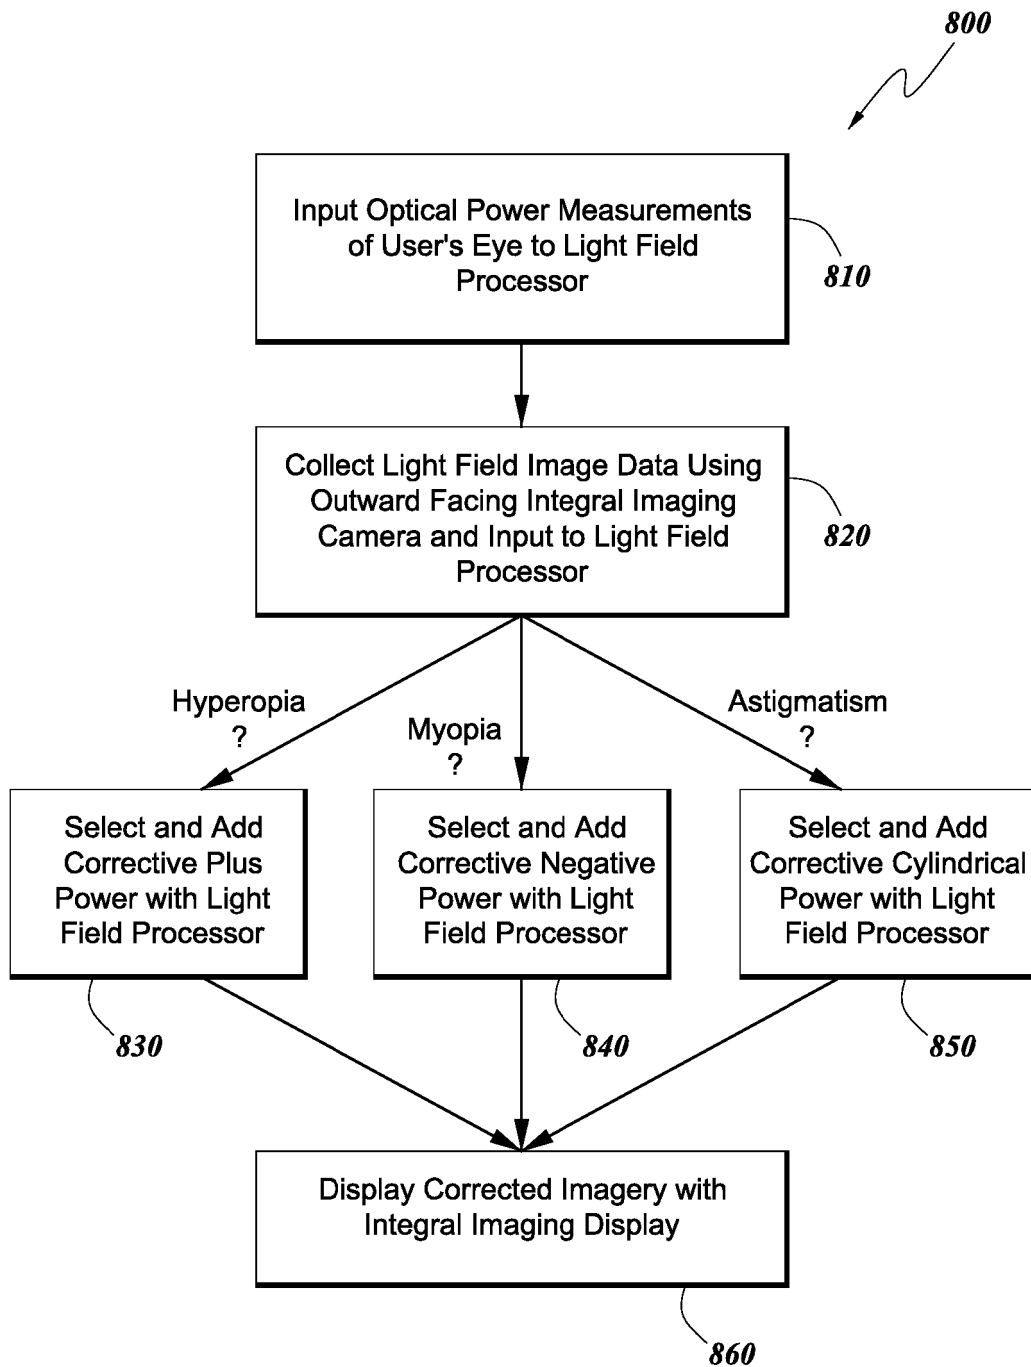 800
Input Optical Power Measurements
of User's Eye to Light Field
Processor
810
Collect Light Field Image Data Using
Outward Facing Integral Imaging
Camera and Input to Light Field
Processor
820
Hyperopia
?
Myopia
?
Astigmatism
?
Select and Add
Corrective Plus
Power with Light
Field Processor
830
Select and Add
Corrective Negative
Power with Light
Field Processor
840
Select and Add
Corrective Cylindrical
Power with Light
Field Processor
850
Display Corrected Imagery with
Integral Imaging Display
860